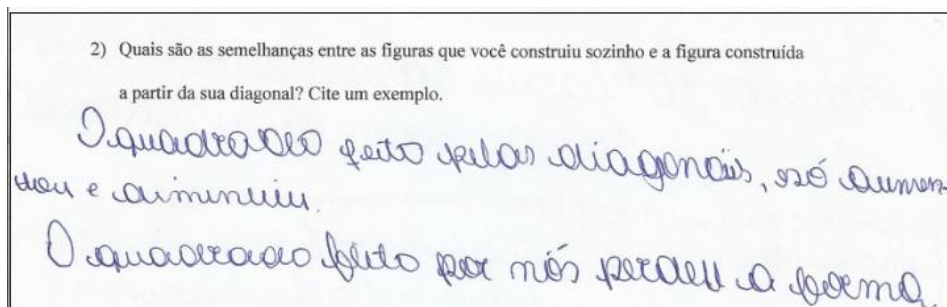 2) Quais são as semelhanças entre as figuras que você construiu sozinho e a figura construída
a partir da sua diagonal? Cite um exemplo.
O quadrado feito pelas diagonais, só aumen-
tou e diminuiu.
O quadrado feito por nós perdeu a forma.